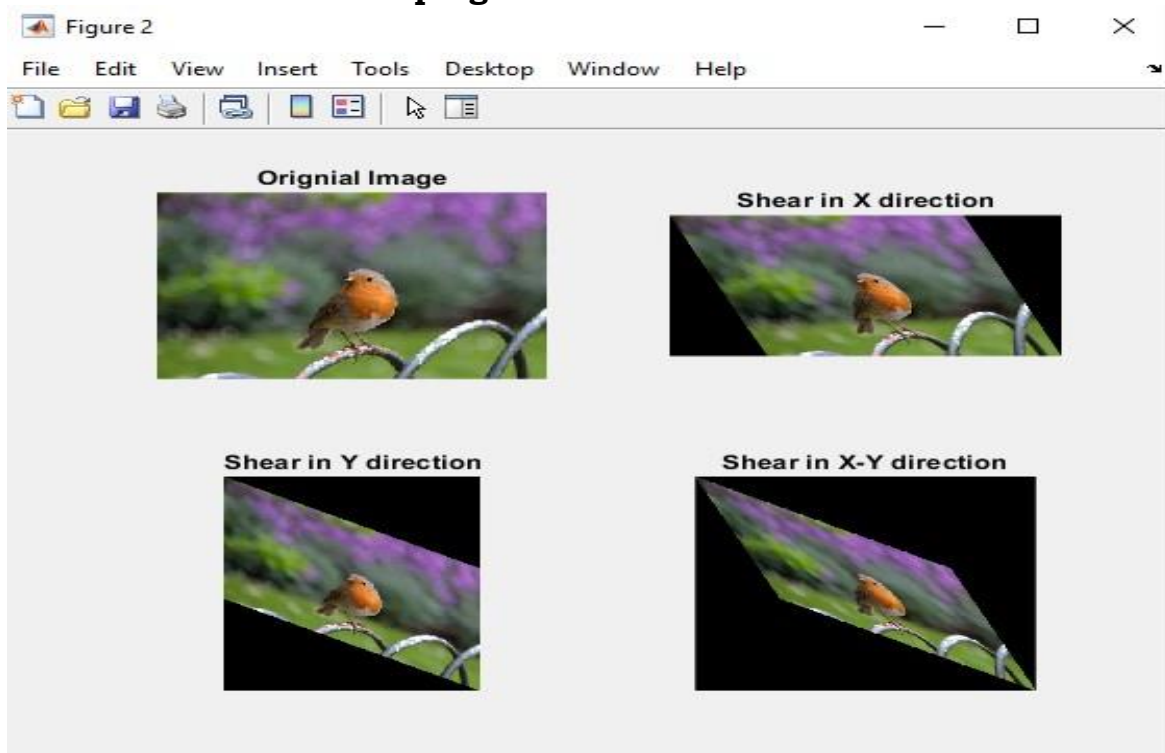 Figure 2
File Edit View Insert Tools Desktop Window Help
Orignial Image
Shear in X direction
Shear in Y direction
Shear in X-Y direction